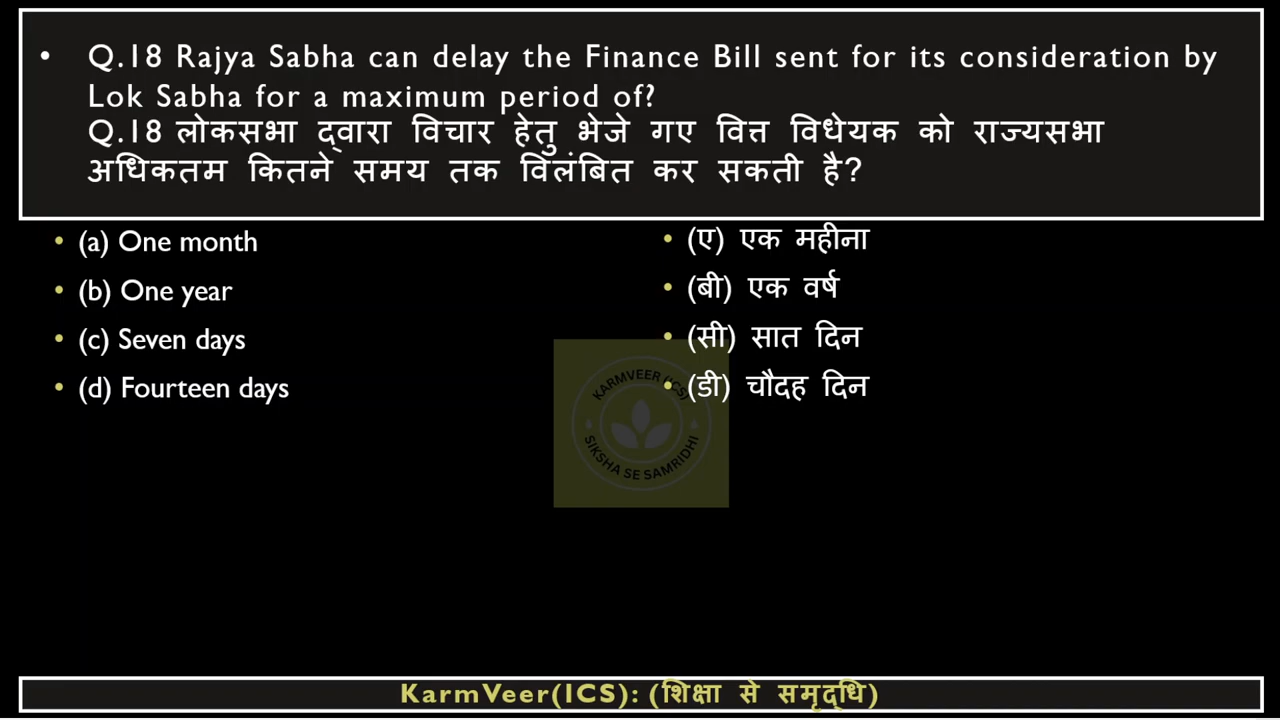 • Q.18 Rajya Sabha can delay the Finance Bill sent for its consideration by
Lok Sabha for a maximum period of?
Q.18 लोकसभा द्वारा विचार हेतु भेजे गए वित्त विधेयक को राज्यसभा
अधिकतम कितने समय तक विलंबित कर सकती है?
• (a) One month
• (b) One year
• (c) Seven days
• (d) Fourteen days
• (ए) एक महीना
• (बी) एक वर्ष
• (सी) सात दिन
• (डी) चौदह दिन
KARMVEER (ICS)
SIKSHA SE SAMRIDHI
KarmVeer(ICS): (शिक्षा से समृद्धि)